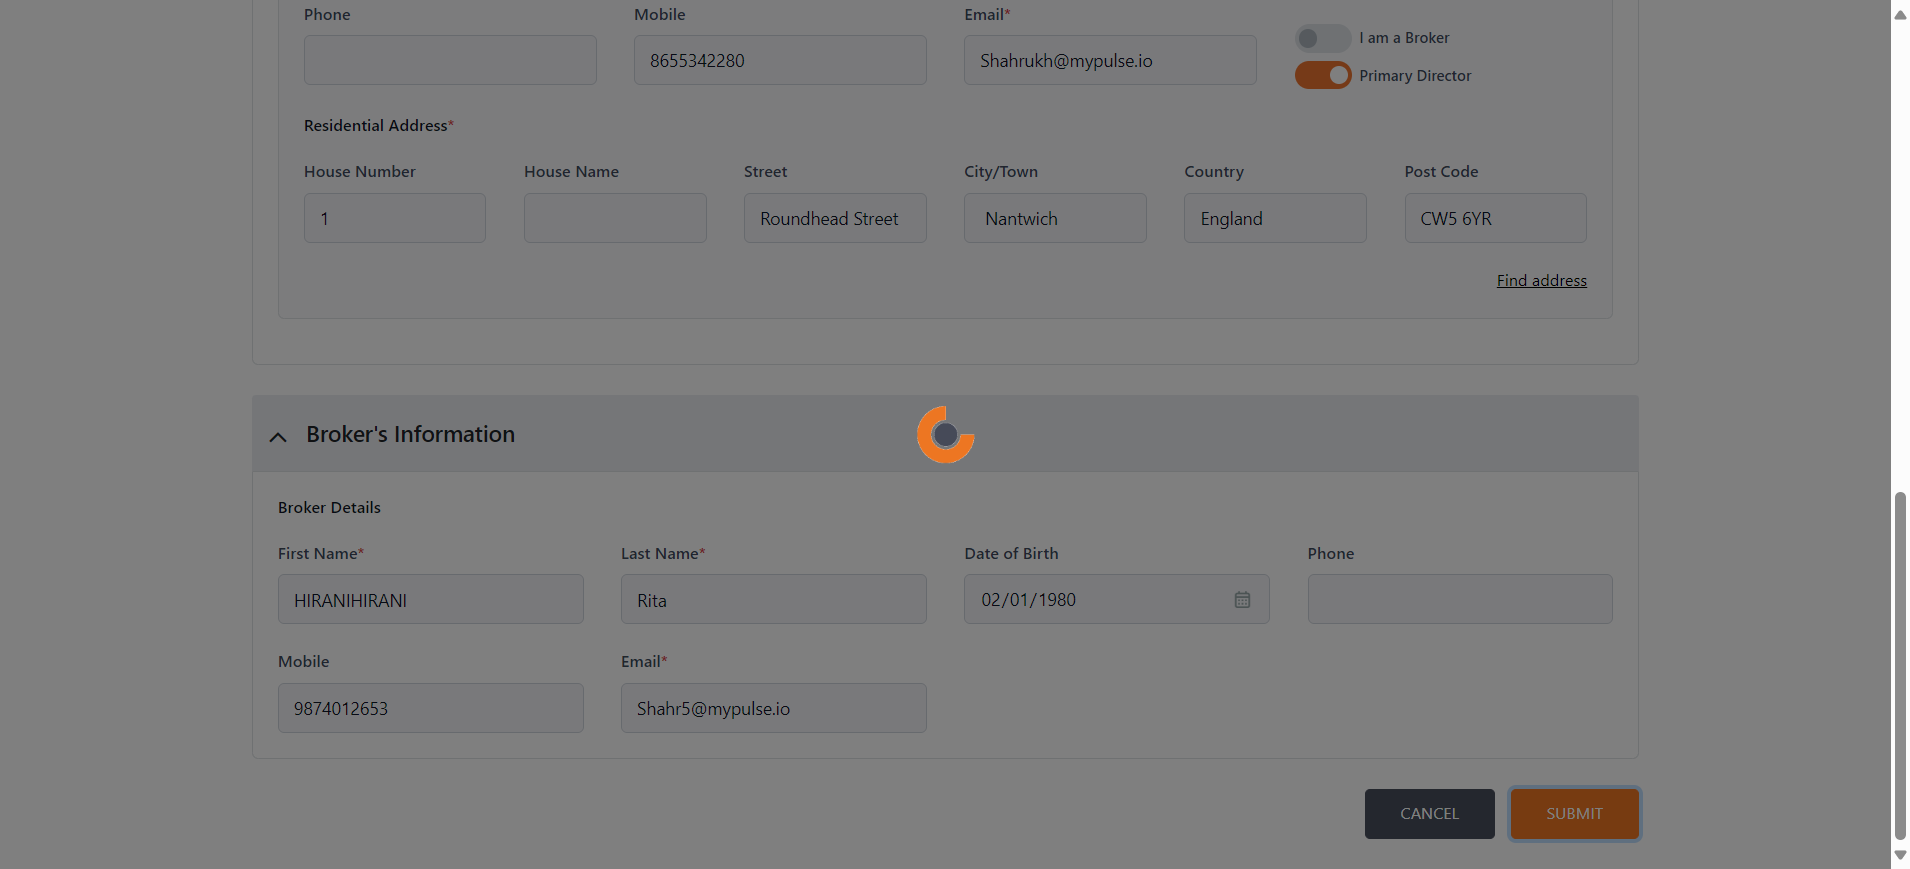 Phone Mobile Email*
8655342280 Shahrukh@mypulse.io
I am a Broker
Primary Director
Residential Address*
House Number House Name Street City/Town Country Post Code
1 Roundhead Street Nantwich England CW5 6YR
Find address
Broker's Information
Broker Details
First Name* Last Name* Date of Birth Phone
HIRANIHIRANI Rita 02/01/1980
Mobile Email*
9874012653 Shahr5@mypulse.io
CANCEL SUBMIT